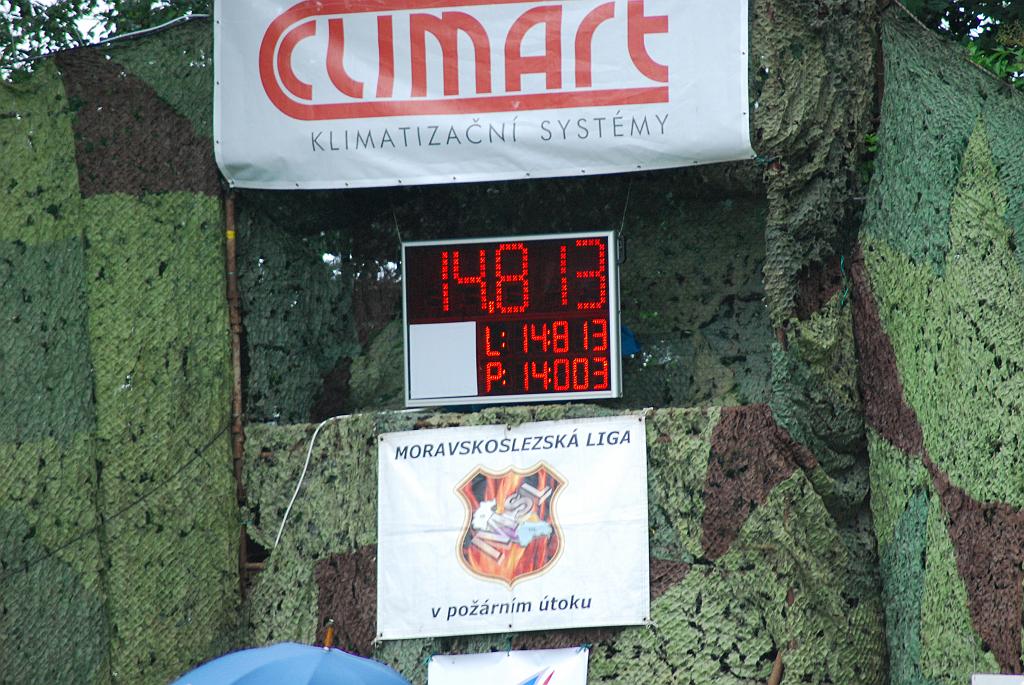 CLIMART
KLIMATIZAČNÍ SYSTÉMY
14,813
L: 14:813
P: 14:003
MORAVSKOSLEZSKÁ LIGA
MSL
v požárním útoku